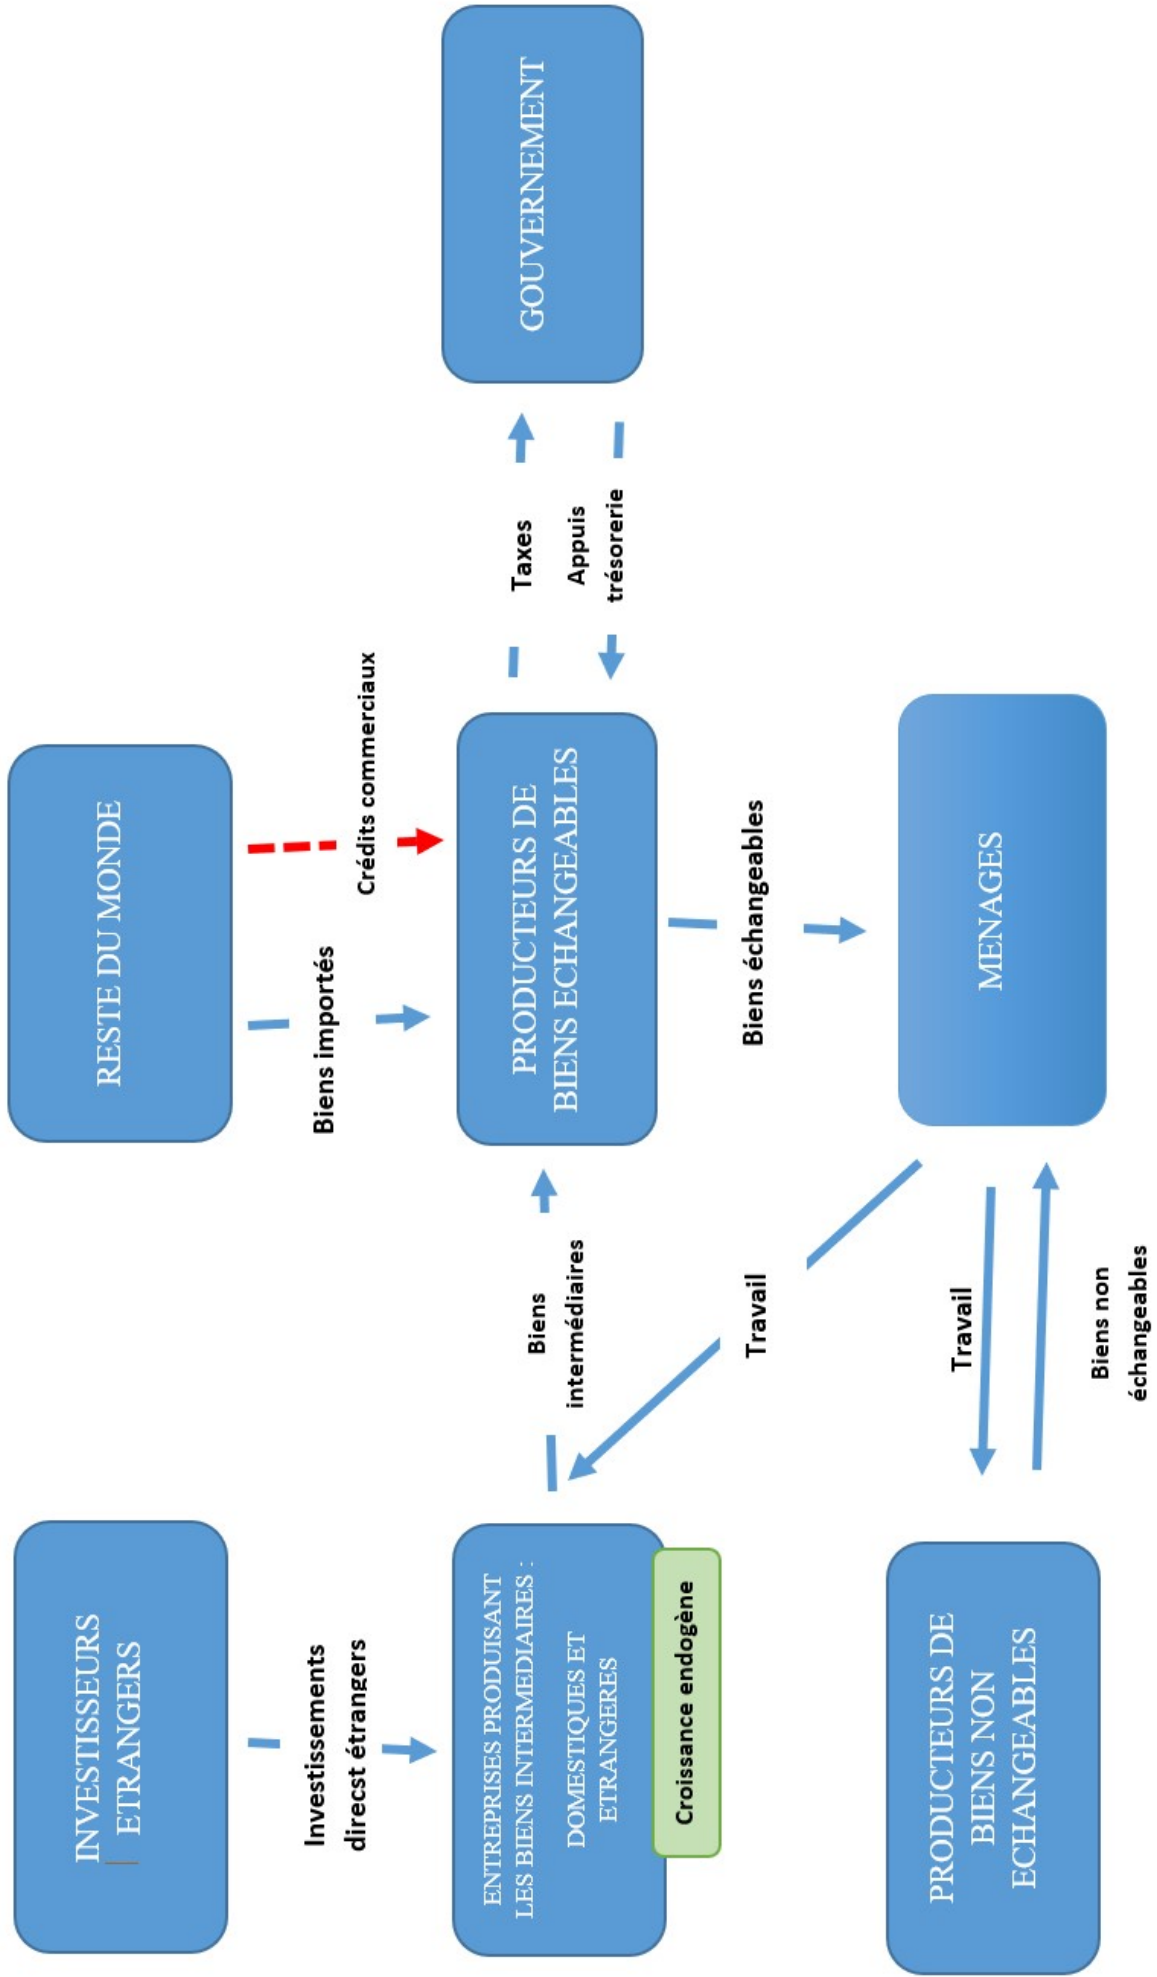 INVESTISSEURS
ETRANGERS
RESTE DU MONDE
Investissements
direcst étrangers
Biens importés
Crédits commerciaux
ENTREPRISES PRODUISANT
LES BIENS INTERMEDIAIRES :
DOMESTIQUES ET
ETRANGERES
Croissance endogène
Biens
intermédiaires
PRODUCTEURS DE
BIENS ECHANGEABLES
Taxes
Appuis
trésorerie
GOUVERNEMENT
Travail
Biens échangeables
PRODUCTEURS DE
BIENS NON
ECHANGEABLES
Travail
Biens non
échangeables
MENAGES